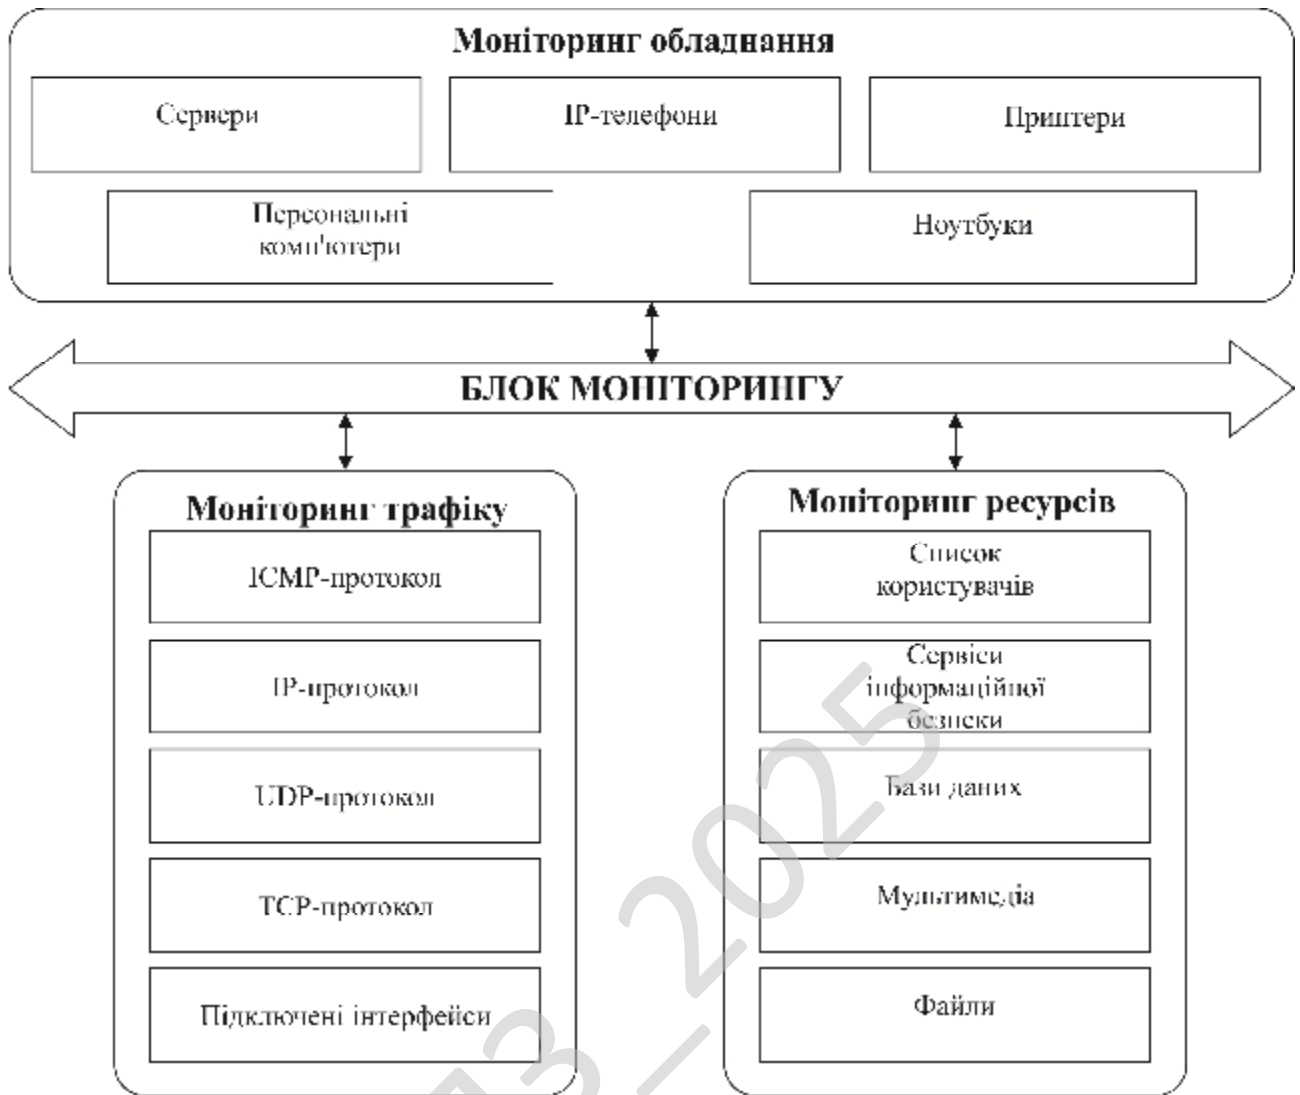 Моніторинг обладнання
Сервери
IP-телефони
Принтери
Персональні
комп'ютери
Ноутбуки
БЛОК МОНІТОРИНГУ
Моніторинг трафіку
Моніторинг ресурсів
ICMP-протокол
IP-протокол
UDP-протокол
TCP-протокол
Підключені інтерфейси
Список
користувачів
Сервіси
інформаційної
безпеки
Бази даних
Мультимедіа
Файли
_2025